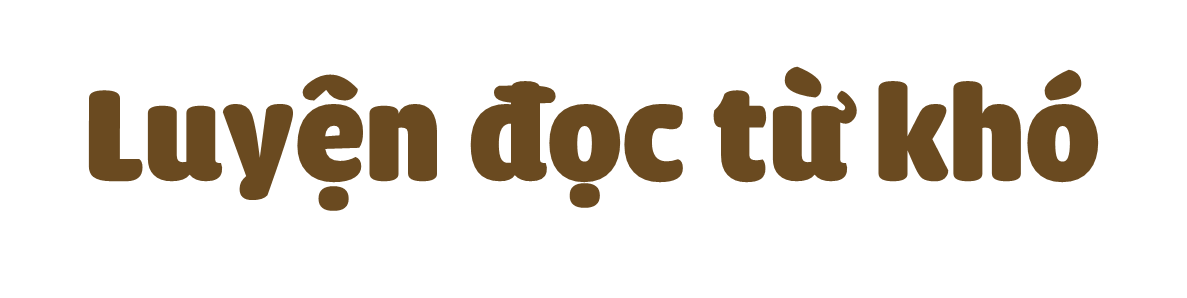 Luyện đọc từ khó